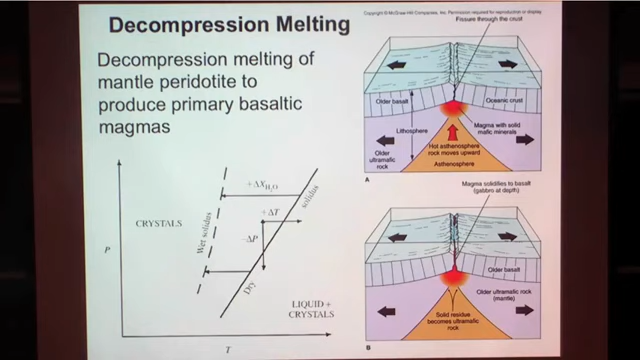 Decompression Melting
Decompression melting of
mantle peridotite to
produce primary basaltic
magmas
+ΔX_H₂O
solidus
CRYSTALS
Wet solidus
+ΔT
−ΔP
P
Dry
LIQUID +
CRYSTALS
T
Copyright © McGraw-Hill Companies, Inc. Permission required for reproduction or display
Fissure through the crust
Older basalt
Oceanic crust
Lithosphere
Magma with solid
mafic minerals
Older
ultramafic
rock
Hot asthenosphere
rock moves upward
Asthenosphere
A
Magma solidifies to basalt
(gabbro at depth)
Older basalt
Older ultramafic rock
(mantle)
Solid residue
becomes ultramafic
rock
B